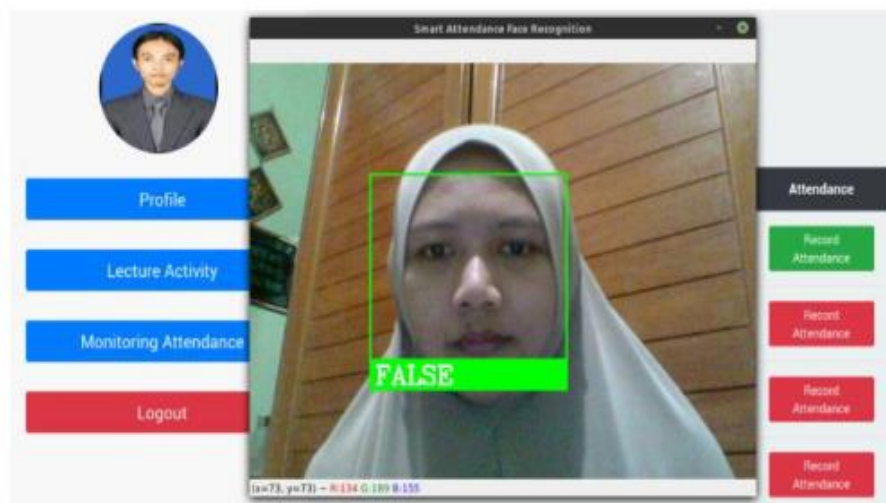 Smart Attendance Face Recognition
Profile
Lecture Activity
Monitoring Attendance
Logout
FALSE
(x=73, y=73) ~ R:134 G:189 B:155
Attendance
Record
Attendance
Record
Attendance
Record
Attendance
Record
Attendance